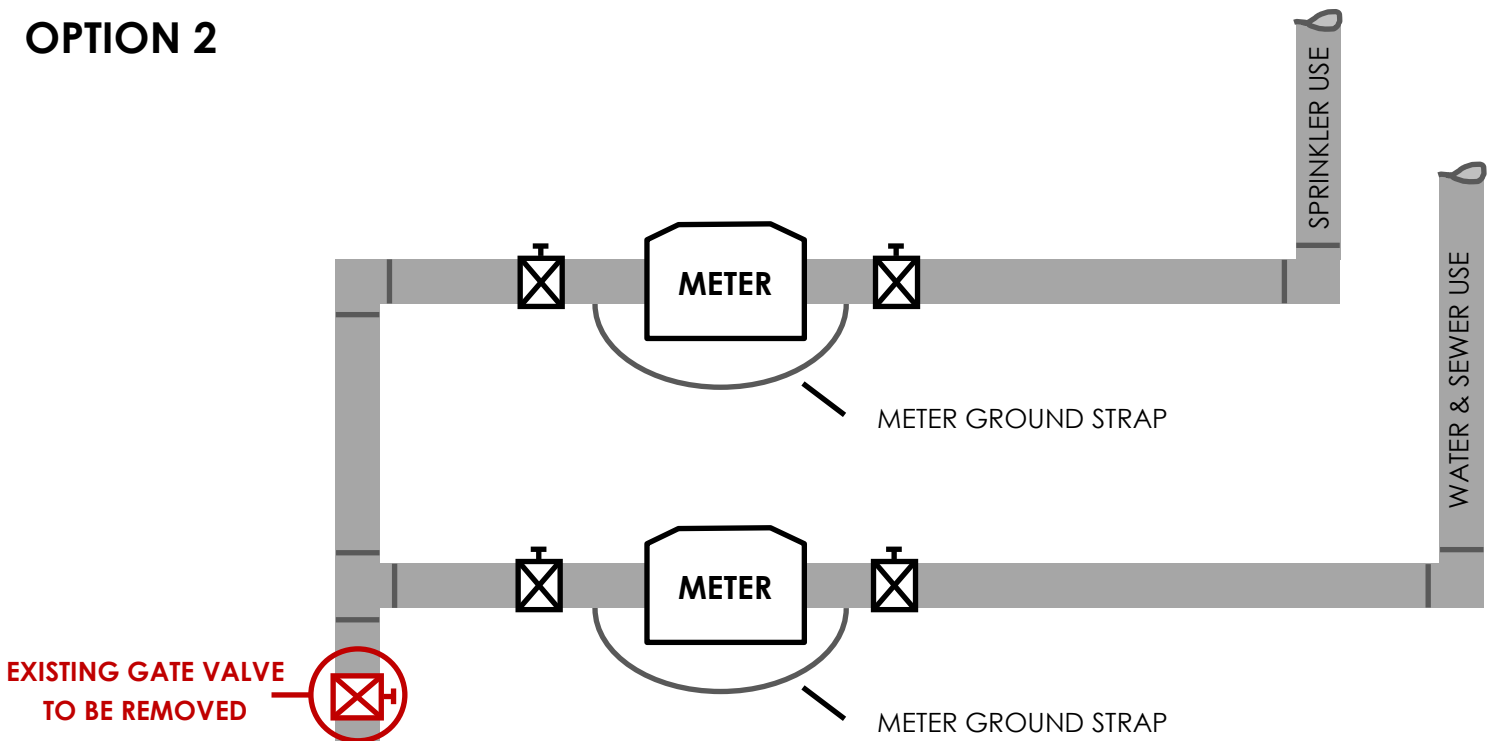 OPTION 2
SPRINKLER USE
WATER & SEWER USE
METER
METER GROUND STRAP
METER
METER GROUND STRAP
EXISTING GATE VALVE
TO BE REMOVED